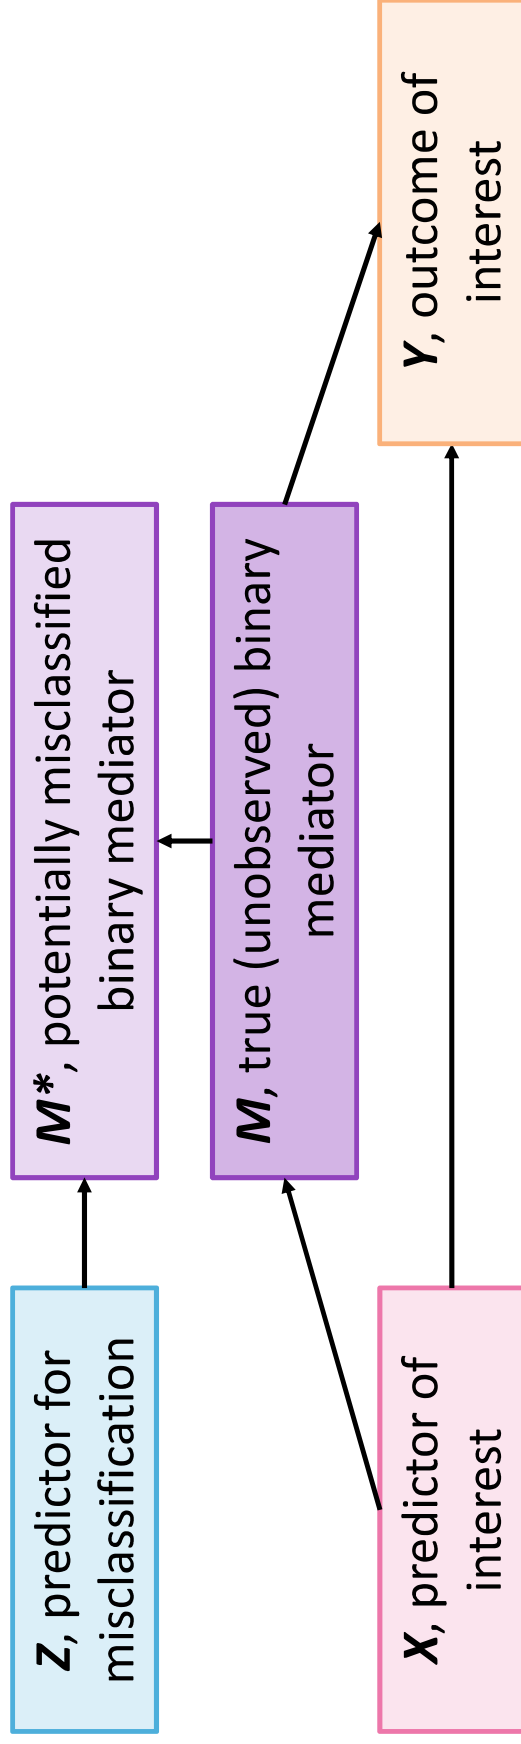 Z, predictor for
misclassification
M*, potentially misclassified
binary mediator
M, true (unobserved) binary
mediator
X, predictor of
interest
Y, outcome of
interest